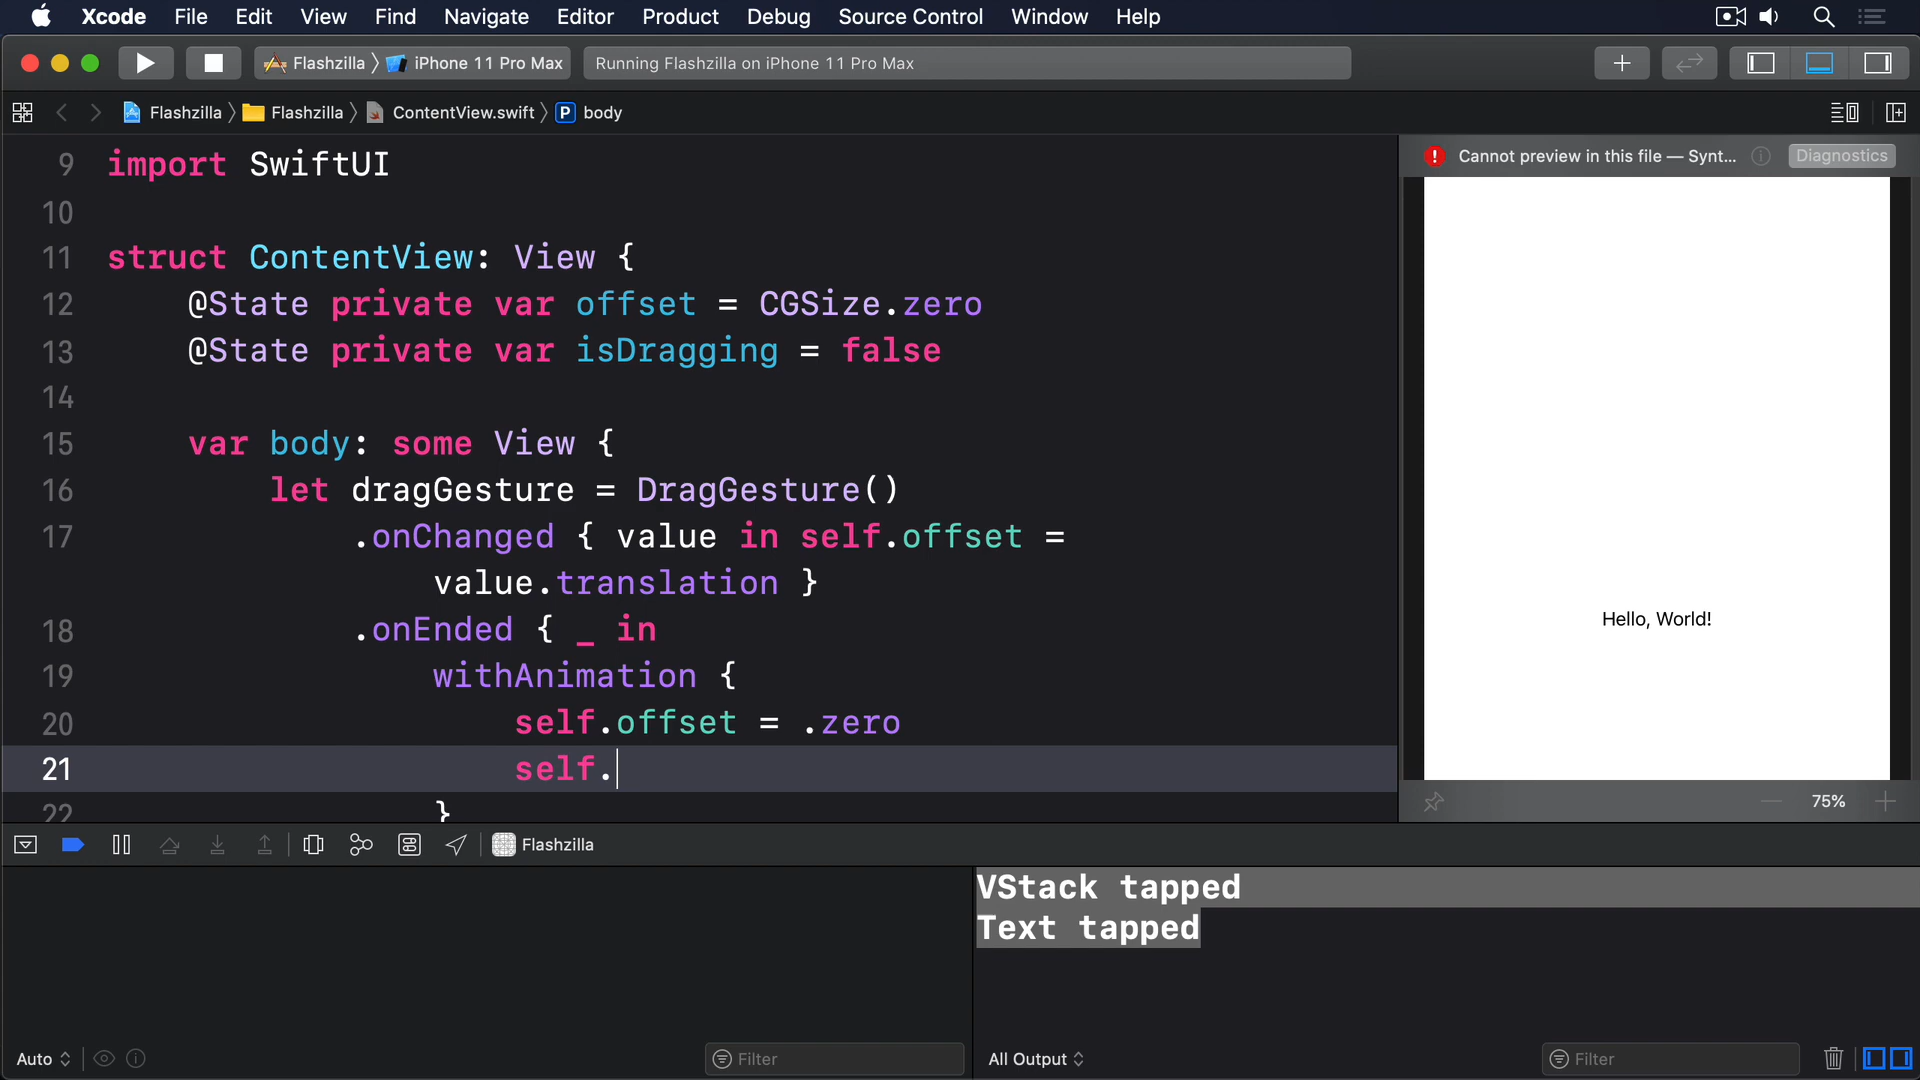 Xcode File Edit View Find Navigate Editor Product Debug Source Control Window Help
Flashzilla 〉 iPhone 11 Pro Max Running Flashzilla on iPhone 11 Pro Max
Flashzilla 〉 Flashzilla 〉 ContentView.swift 〉 P body
Cannot preview in this file — Synt... Diagnostics
9 import SwiftUI
10
11 struct ContentView: View {
12 @State private var offset = CGSize.zero
13 @State private var isDragging = false
14
15 var body: some View {
16 let dragGesture = DragGesture()
17 .onChanged { value in self.offset =
value.translation }
18 .onEnded { _ in
19 withAnimation {
20 self.offset = .zero
21 self.
22 }
Hello, World!
75%
Flashzilla
VStack tapped
Text tapped
Auto Filter All Output Filter